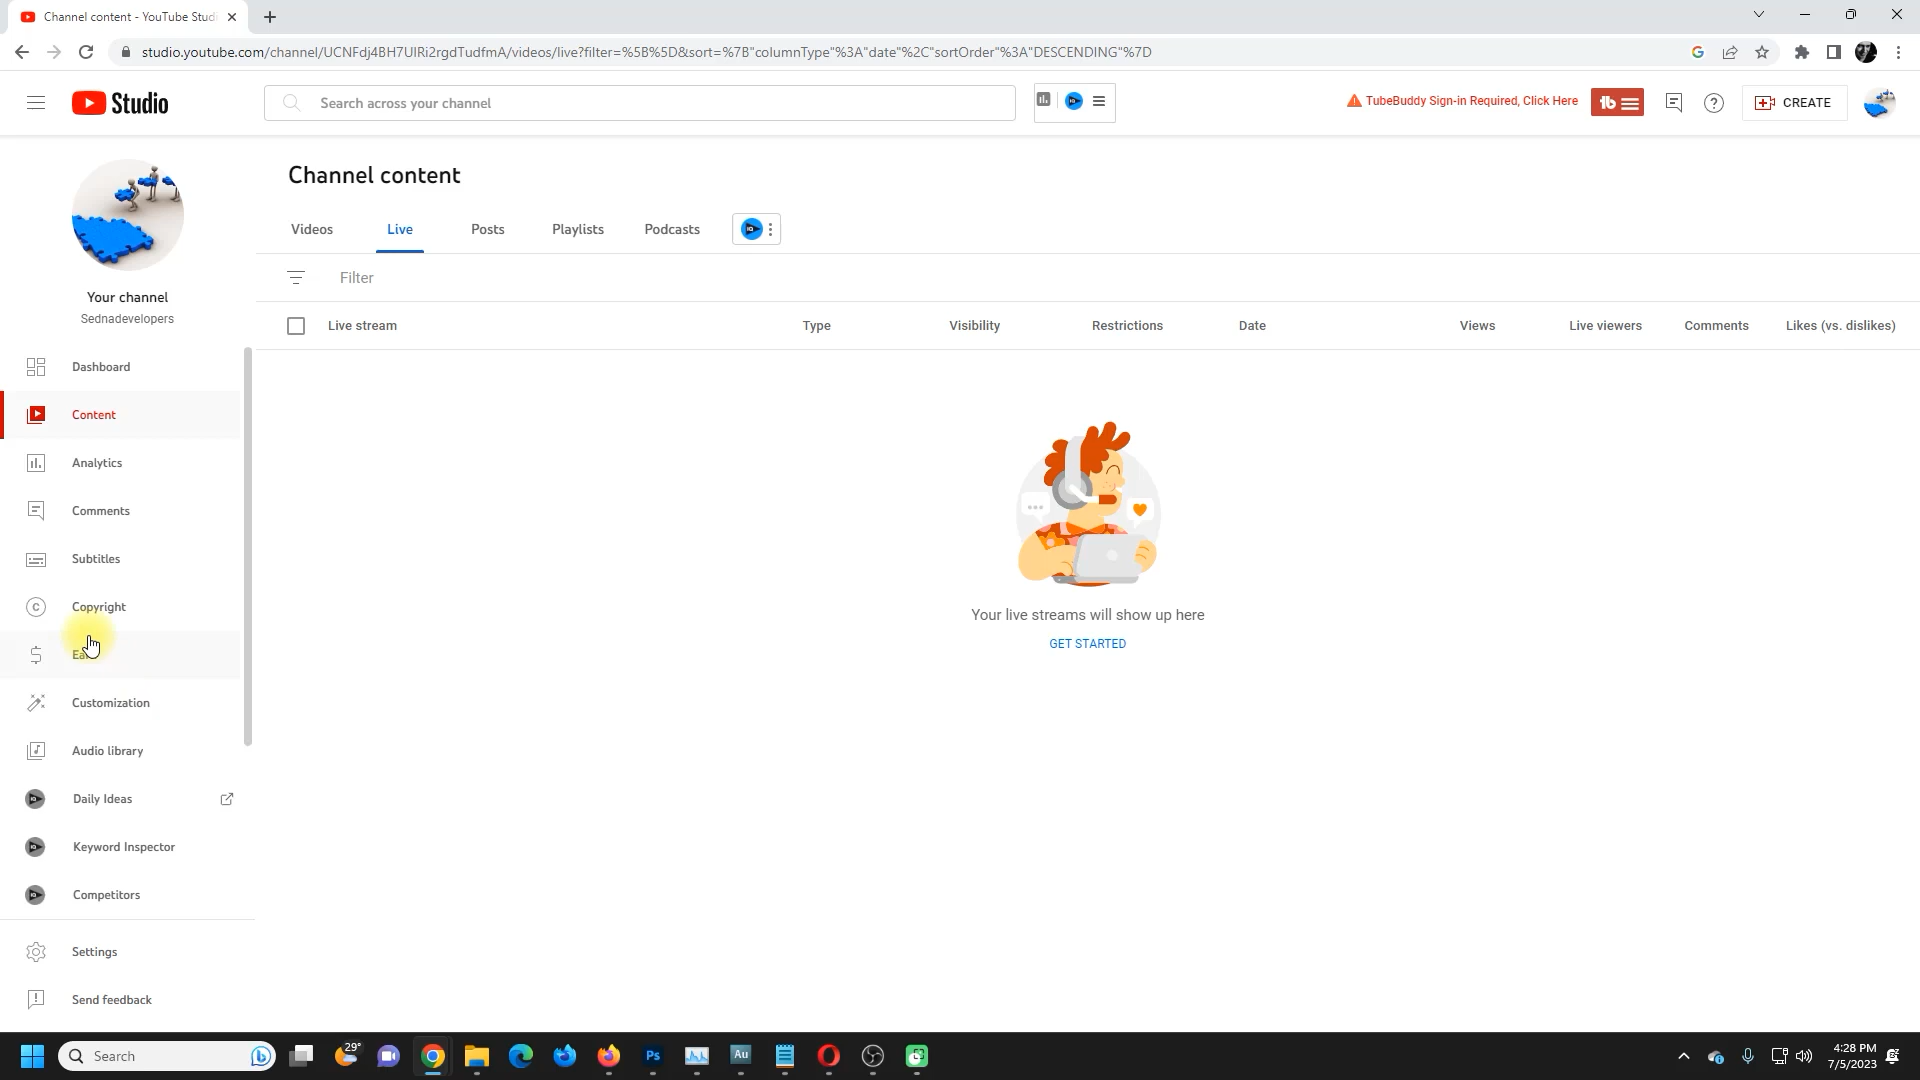 Channel content - YouTube Studi
studio.youtube.com/channel/UCNFdj4BH7UIRi2rgdTudfmA/videos/live?filter=%5B%5D&sort=%7B"columnType"%3A"date"%2C"sortOrder"%3A"DESCENDING"%7D
Studio
Search across your channel
TubeBuddy Sign-in Required, Click Here
CREATE
Channel content
Videos
Live
Posts
Playlists
Podcasts
Filter
Live stream
Type
Visibility
Restrictions
Date
Views
Live viewers
Comments
Likes (vs. dislikes)
Your channel
Sednadevelopers
Dashboard
Content
Analytics
Comments
Subtitles
Copyright
Customization
Audio library
Daily Ideas
Keyword Inspector
Competitors
Settings
Send feedback
Your live streams will show up here
GET STARTED
Search
29°
Ps
Au
4:28 PM
7/5/2023